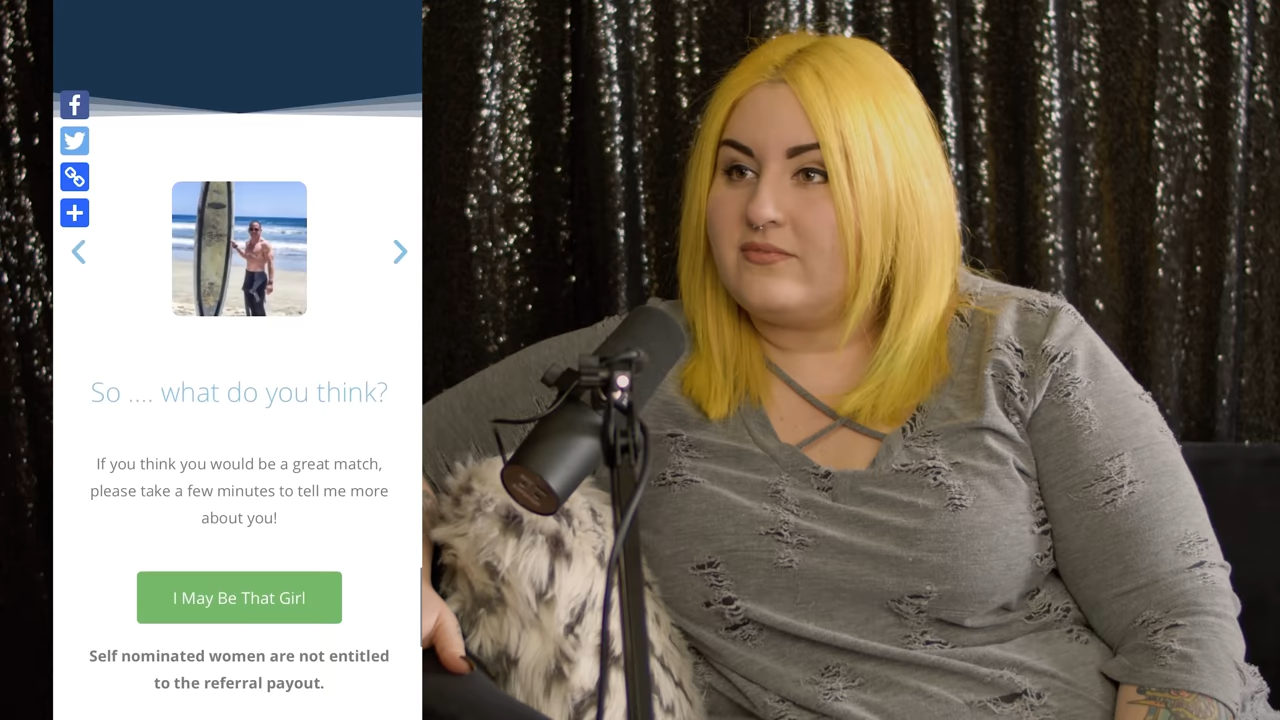 So .... what do you think?
If you think you would be a great match,
please take a few minutes to tell me more
about you!
I May Be That Girl
Self nominated women are not entitled
to the referral payout.